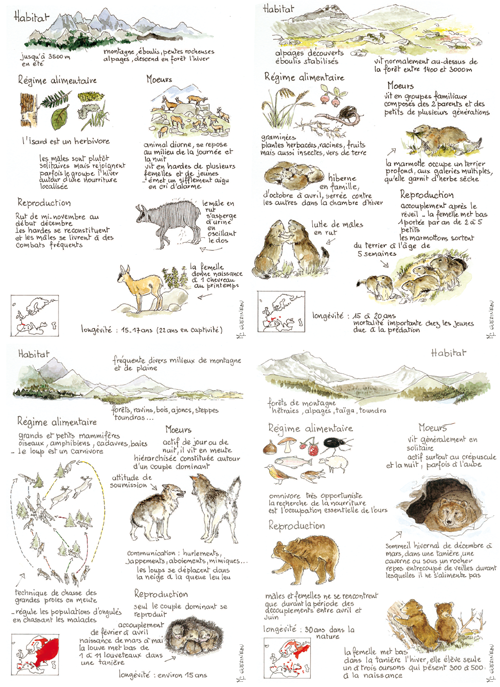 Habitat
jusqu'à 3500 m
en été
montagne, éboulis, pentes rocheuses
alpages, descend en forêt l'hiver
Régime alimentaire
L'Isard est un herbivore
Moeurs
animal diurne, se repose
au milieu de la journée et
la nuit
vit en hardes de plusieurs
femelles et de jeunes
émet un sifflement aigu
en cri d'alarme
les mâles sont plutôt
solitaires mais rejoignent
parfois le groupe l'hiver
autour d'une nourriture
localisée
Reproduction
Rut de mi.novembre au
début décembre
les hardes se reconstituent
et les mâles se livrent à des
combats fréquents
le mâle en
rut
s'asperge
d'urine
en
oscillant
le dos
la femelle
donne naissance
à 1 chevreau
au printemps
longévité : 15.17 ans (22 ans en captivité)
Habitat
alpages découverts
éboulis stabilisés
vit normalement au-dessus de
la forêt entre 1400 et 3000 m
Régime alimentaire
graminées
plantes herbacées, racines, fruits
mais aussi insectes, vers de terre
Moeurs
vit en groupes familiaux
composés des 2 parents et des
petits de plusieurs générations
la marmotte occupe un terrier
profond, aux galeries multiples,
qu'elle garnit d'herbe sèche
hiberne
en famille,
d'octobre à avril, serrée contre
les autres dans la chambre d'hiver
Reproduction
accouplement après le
réveil - la femelle met bas
1 portée par an de 2 à 5
petits
les marmottons sortent
du terrier à l'âge de
5 semaines
lutte de mâles
en rut
longévité : 15 à 20 ans
mortalité importante chez les jeunes
due à la prédation
Habitat
fréquente divers milieux de montagne
et de plaine
forêts, ravins, bois, ajoncs, steppes
toundras...
Régime alimentaire
grands et petits mammifères
oiseaux, amphibiens, cadavres, baies
- le loup est un carnivore
Moeurs
actif de jour ou de
nuit, il vit en meute
hiérarchisée constituée autour
d'un couple dominant
attitude de
soumission
communication : hurlements,
jappements, aboiements, mimiques...
les loups se déplacent dans
la neige à la queue leu leu
technique de chasse des
grandes proies en meute
- régule les populations d'ongulés
en chassant les malades
Reproduction
seul le couple dominant se
reproduit
accouplement
de février à avril
naissance de mars à mai
la louve met bas de
1 à 11 louveteaux dans
une tanière
longévité : environ 15 ans
Habitat
forêts de montagne
hêtraies, alpages, taïga, toundra
Régime alimentaire
omnivore très opportuniste
la recherche de la nourriture
est l'occupation essentielle de l'ours
Moeurs
vit généralement en
solitaire
actif surtout au crépuscule
et la nuit, parfois à l'aube
Sommeil hivernal de décembre à
mars, dans une tanière, une
caverne ou sous un rocher
repos entrecoupé de veilles durant
lesquelles il ne s'alimente pas
Reproduction
mâles et femelles ne se rencontrent
que durant la période des
accouplements entre avril et
juin
longévité : 30 ans dans la
nature
la femelle met bas
dans la tanière l'hiver, elle élève seule
un à trois oursons qui pèsent 300 à 500 g
à la naissance